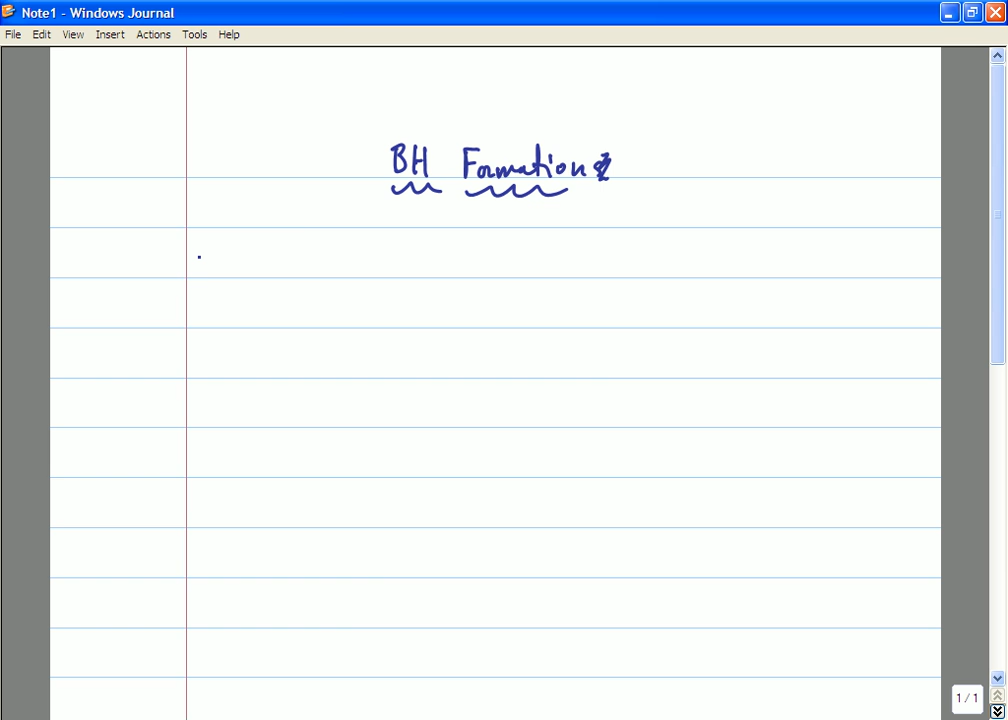 Note1 - Windows Journal
File Edit View Insert Actions Tools Help
BH Formation
1 / 1